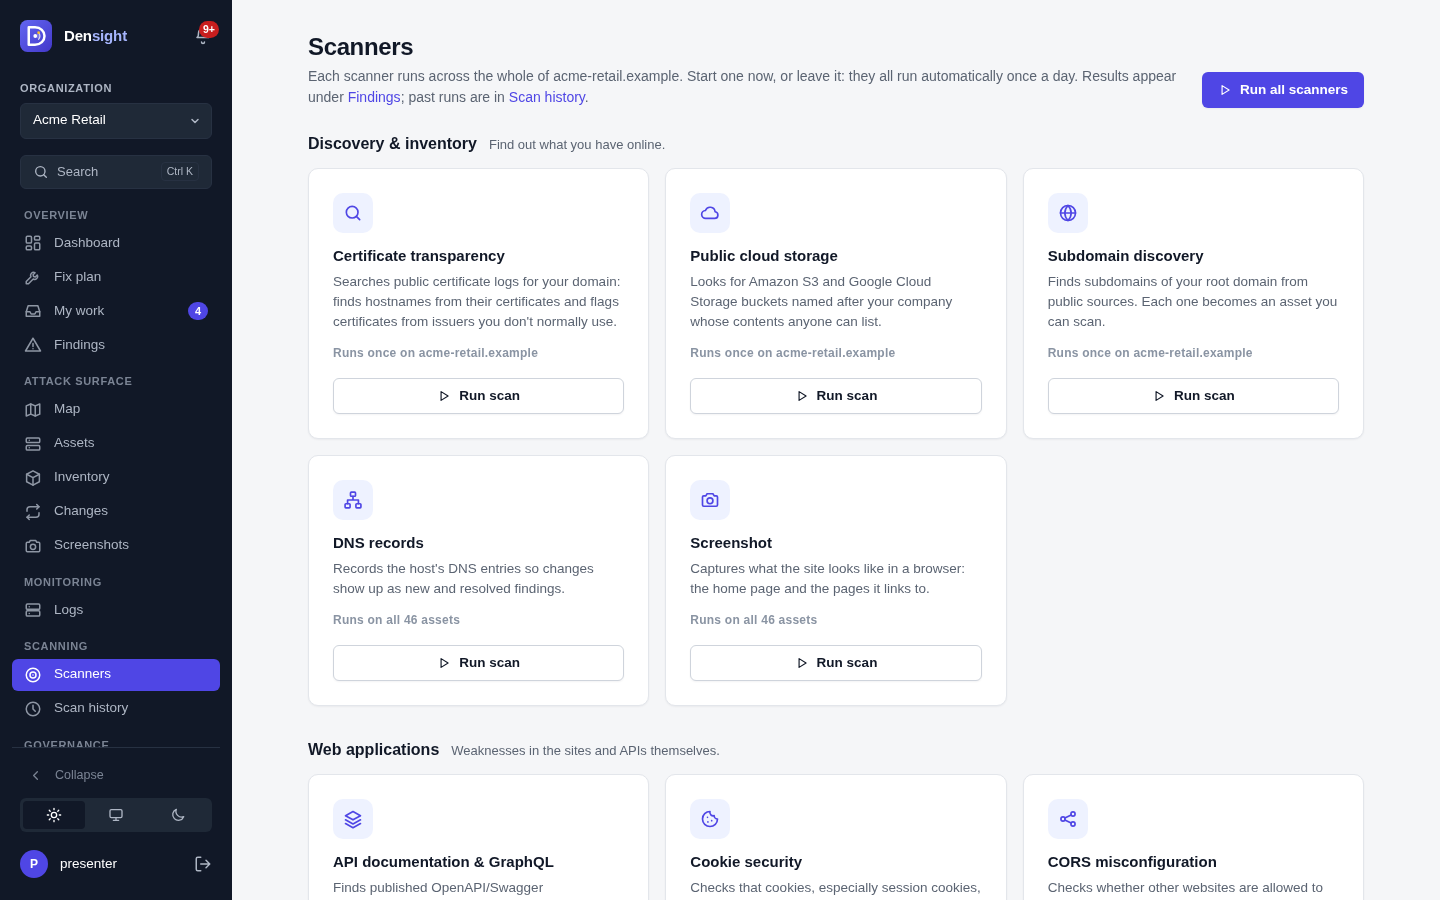 Densight
9+
ORGANIZATION
Acme Retail
Search
Ctrl K
OVERVIEW
Dashboard
Fix plan
My work
4
Findings
ATTACK SURFACE
Map
Assets
Inventory
Changes
Screenshots
MONITORING
Logs
SCANNING
Scanners
Scan history
GOVERNANCE
Collapse
P
presenter
Scanners
Each scanner runs across the whole of acme-retail.example. Start one now, or leave it: they all run automatically once a day. Results appear
under Findings; past runs are in Scan history.
Run all scanners
Discovery & inventory
Find out what you have online.
Certificate transparency
Searches public certificate logs for your domain:
finds hostnames from their certificates and flags
certificates from issuers you don't normally use.
Runs once on acme-retail.example
Run scan
Public cloud storage
Looks for Amazon S3 and Google Cloud
Storage buckets named after your company
whose contents anyone can list.
Runs once on acme-retail.example
Run scan
Subdomain discovery
Finds subdomains of your root domain from
public sources. Each one becomes an asset you
can scan.
Runs once on acme-retail.example
Run scan
DNS records
Records the host's DNS entries so changes
show up as new and resolved findings.
Runs on all 46 assets
Run scan
Screenshot
Captures what the site looks like in a browser:
the home page and the pages it links to.
Runs on all 46 assets
Run scan
Web applications
Weaknesses in the sites and APIs themselves.
API documentation & GraphQL
Finds published OpenAPI/Swagger
Cookie security
Checks that cookies, especially session cookies,
CORS misconfiguration
Checks whether other websites are allowed to